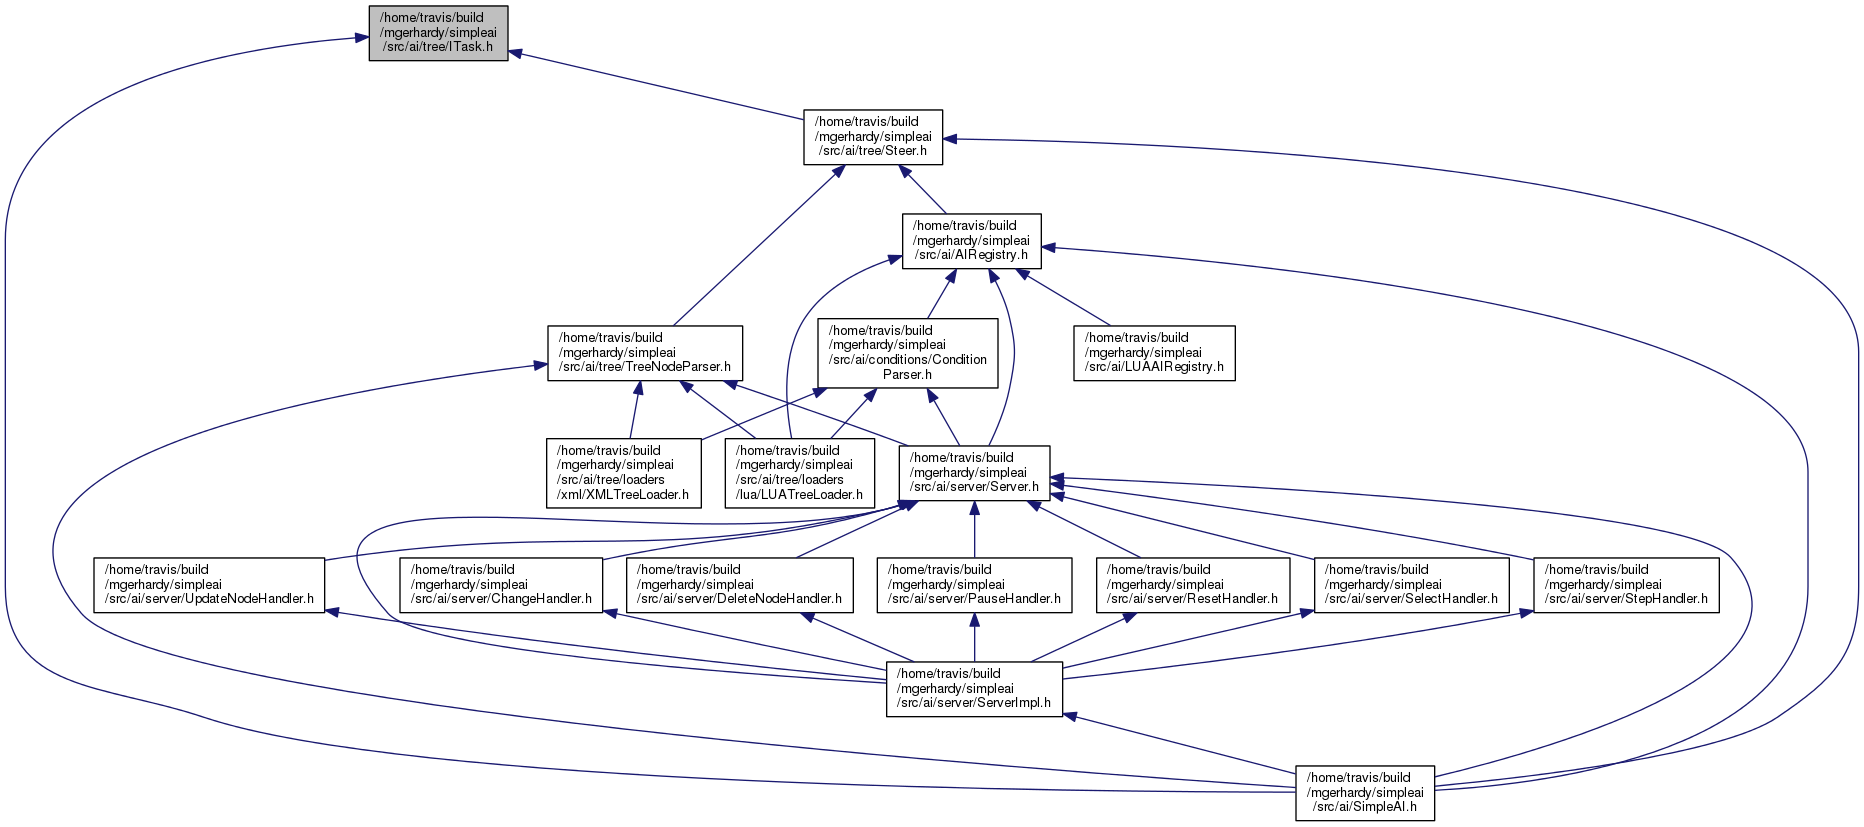 /home/travis/build
/mgerhardy/simpleai
/src/ai/tree/ITask.h
/home/travis/build
/mgerhardy/simpleai
/src/ai/tree/Steer.h
/home/travis/build
/mgerhardy/simpleai
/src/ai/AIRegistry.h
/home/travis/build
/mgerhardy/simpleai
/src/ai/tree/TreeNodeParser.h
/home/travis/build
/mgerhardy/simpleai
/src/ai/conditions/Condition
Parser.h
/home/travis/build
/mgerhardy/simpleai
/src/ai/LUAAIRegistry.h
/home/travis/build
/mgerhardy/simpleai
/src/ai/tree/loaders
/xml/XMLTreeLoader.h
/home/travis/build
/mgerhardy/simpleai
/src/ai/tree/loaders
/lua/LUATreeLoader.h
/home/travis/build
/mgerhardy/simpleai
/src/ai/server/Server.h
/home/travis/build
/mgerhardy/simpleai
/src/ai/server/UpdateNodeHandler.h
/home/travis/build
/mgerhardy/simpleai
/src/ai/server/ChangeHandler.h
/home/travis/build
/mgerhardy/simpleai
/src/ai/server/DeleteNodeHandler.h
/home/travis/build
/mgerhardy/simpleai
/src/ai/server/PauseHandler.h
/home/travis/build
/mgerhardy/simpleai
/src/ai/server/ResetHandler.h
/home/travis/build
/mgerhardy/simpleai
/src/ai/server/SelectHandler.h
/home/travis/build
/mgerhardy/simpleai
/src/ai/server/StepHandler.h
/home/travis/build
/mgerhardy/simpleai
/src/ai/server/ServerImpl.h
/home/travis/build
/mgerhardy/simpleai
/src/ai/SimpleAI.h